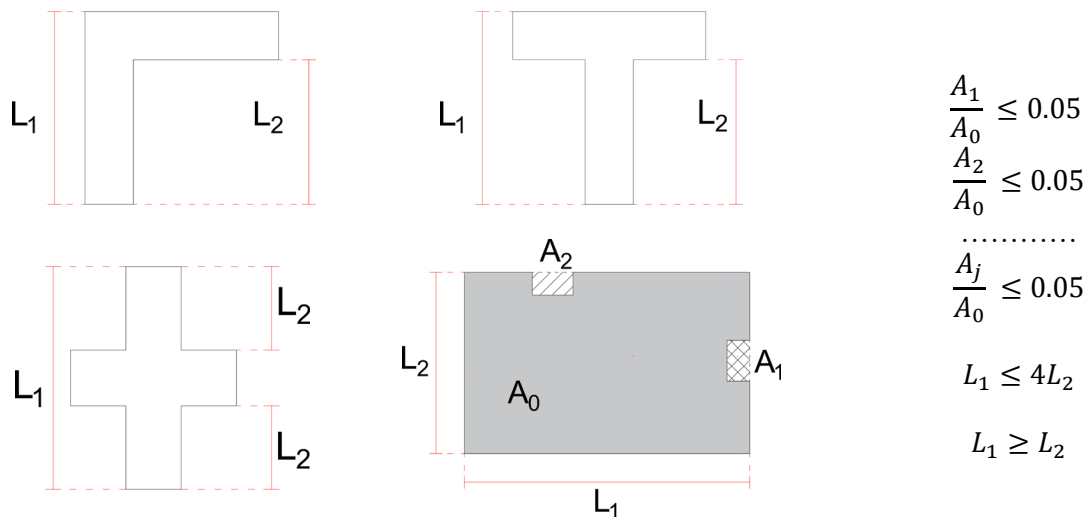 L₁
L₂
L₁
L₂
L₁
L₂
L₂
A₂
L₂
A₀
A₁
L₁
A₁/A₀ ≤ 0.05
A₂/A₀ ≤ 0.05
............
Aⱼ/A₀ ≤ 0.05
L₁ ≤ 4L₂
L₁ ≥ L₂